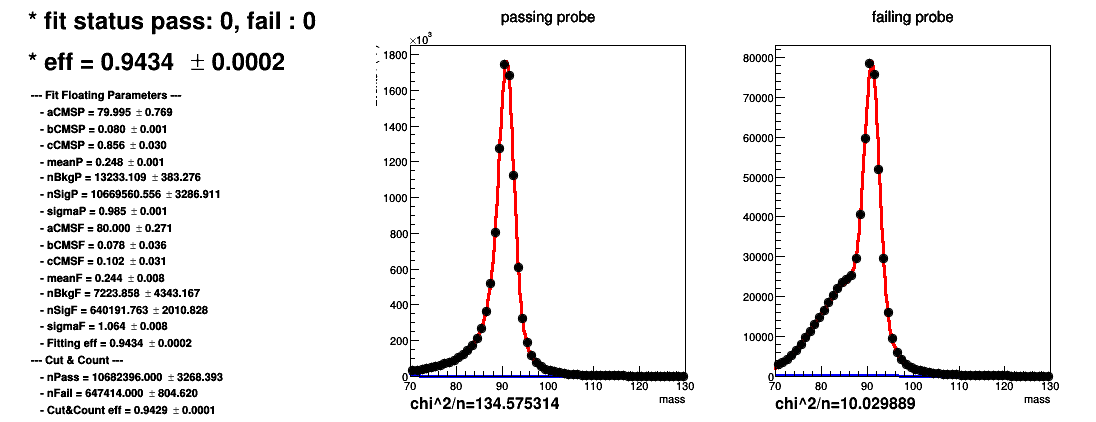 * fit status pass: 0, fail : 0
* eff = 0.9434 ± 0.0002
--- Fit Floating Parameters ---
- aCMSP = 79.995 ± 0.769
- bCMSP = 0.080 ± 0.001
- cCMSP = 0.856 ± 0.030
- meanP = 0.248 ± 0.001
- nBkgP = 13233.109 ± 383.276
- nSigP = 10669560.556 ± 3286.911
- sigmaP = 0.985 ± 0.001
- aCMSF = 80.000 ± 0.271
- bCMSF = 0.078 ± 0.036
- cCMSF = 0.102 ± 0.031
- meanF = 0.244 ± 0.008
- nBkgF = 7223.858 ± 4343.167
- nSigF = 640191.763 ± 2010.828
- sigmaF = 1.064 ± 0.008
- Fitting eff = 0.9434 ± 0.0002
--- Cut & Count ---
- nPass = 10682396.000 ± 3268.393
- nFail = 647414.000 ± 804.620
- Cut&Count eff = 0.9429 ± 0.0001
passing probe
×10³
1800
1600
1400
1200
1000
800
600
400
200
0
70 80 90 100 110 120 130
mass
chi^2/n=134.575314
failing probe
80000
70000
60000
50000
40000
30000
20000
10000
0
70 80 90 100 110 120 130
mass
chi^2/n=10.029889